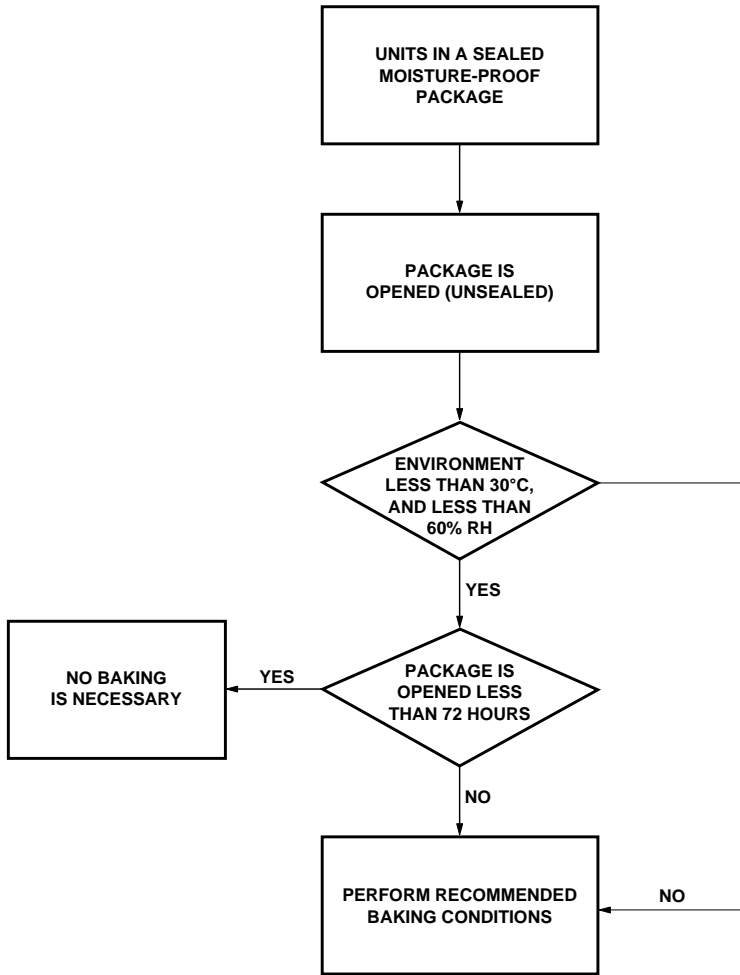 UNITS IN A SEALED
MOISTURE-PROOF
PACKAGE
PACKAGE IS
OPENED (UNSEALED)
ENVIRONMENT
LESS THAN 30°C,
AND LESS THAN
60% RH
YES
NO BAKING
IS NECESSARY
YES
PACKAGE IS
OPENED LESS
THAN 72 HOURS
NO
PERFORM RECOMMENDED
BAKING CONDITIONS
NO